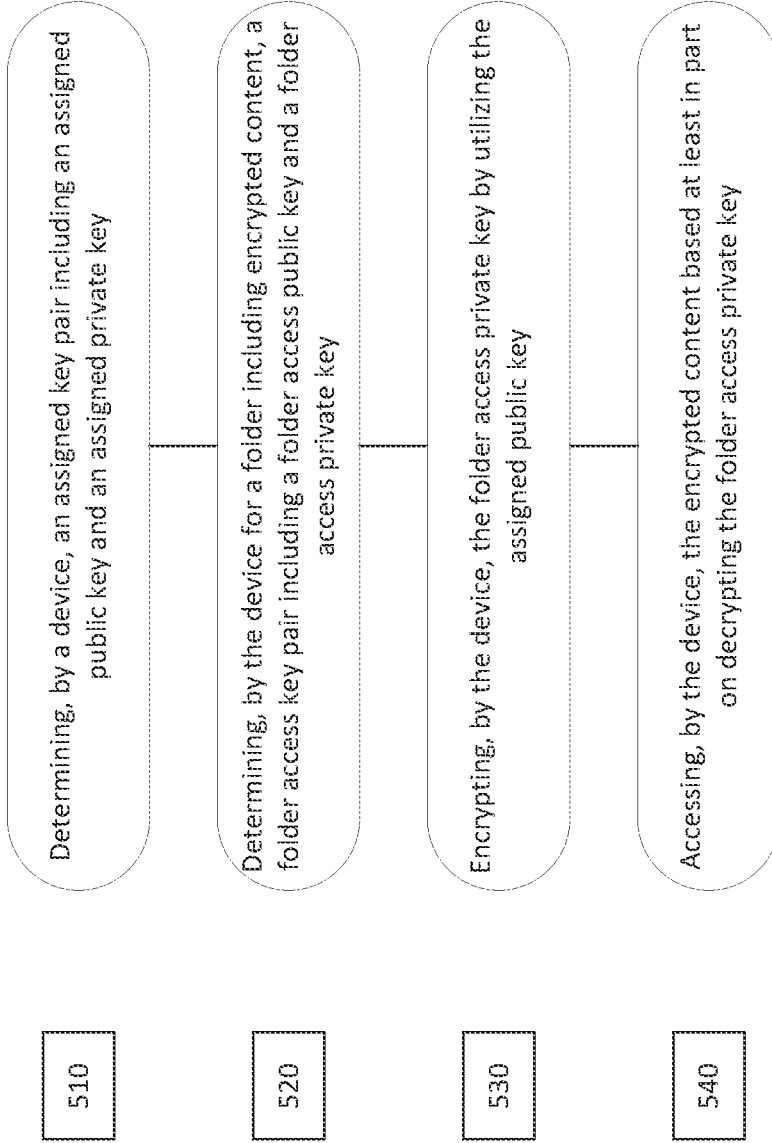 510
Determining, by a device, an assigned key pair including an assigned
public key and an assigned private key
520
Determining, by the device for a folder including encrypted content, a
folder access key pair including a folder access public key and a folder
access private key
530
Encrypting, by the device, the folder access private key by utilizing the
assigned public key
540
Accessing, by the device, the encrypted content based at least in part
on decrypting the folder access private key